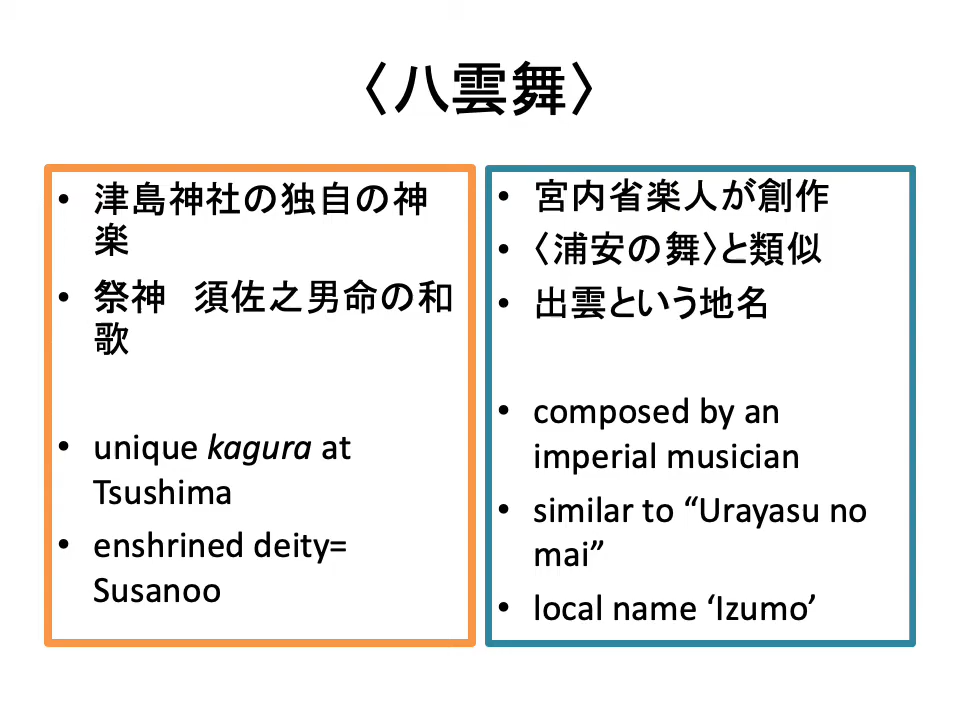 〈八雲舞〉
• 津島神社の独自の神
楽
• 祭神　須佐之男命の和
歌
• unique kagura at
Tsushima
• enshrined deity=
Susanoo
• 宮内省楽人が創作
• 〈浦安の舞〉と類似
• 出雲という地名
• composed by an
imperial musician
• similar to “Urayasu no
mai”
• local name ‘Izumo’